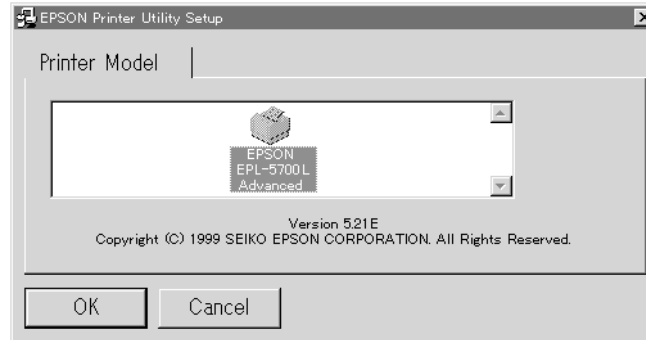 EPSON Printer Utility Setup
Printer Model
EPSON
EPL-5700L
Advanced
Version 5.21E
Copyright (C) 1999 SEIKO EPSON CORPORATION. All Rights Reserved.
OK
Cancel